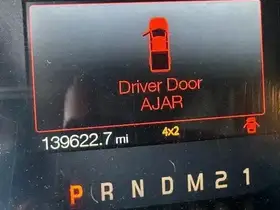 Driver Door
AJAR
139622.7 mi 4x2
P R N D M 2 1